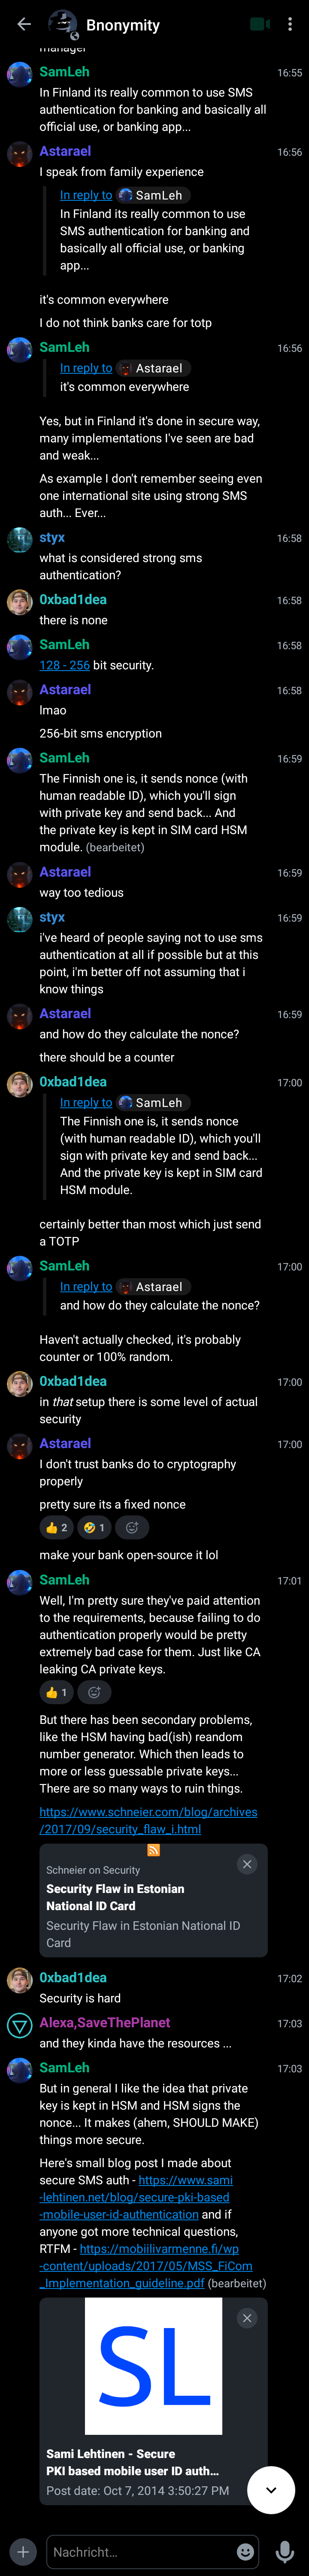 Bnonymity
manager
SamLeh 16:55
In Finland its really common to use SMS
authentication for banking and basically all
official use, or banking app...
Astarael 16:56
I speak from family experience
In reply to SamLeh
In Finland its really common to use
SMS authentication for banking and
basically all official use, or banking
app...
it's common everywhere
I do not think banks care for totp
SamLeh 16:56
In reply to Astarael
it's common everywhere
Yes, but in Finland it's done in secure way,
many implementations I've seen are bad
and weak...
As example I don't remember seeing even
one international site using strong SMS
auth... Ever...
styx 16:58
what is considered strong sms
authentication?
0xbad1dea 16:58
there is none
SamLeh 16:58
128 - 256 bit security.
Astarael 16:58
lmao
256-bit sms encryption
SamLeh 16:59
The Finnish one is, it sends nonce (with
human readable ID), which you'll sign
with private key and send back... And
the private key is kept in SIM card HSM
module. (bearbeitet)
Astarael 16:59
way too tedious
styx 16:59
i've heard of people saying not to use sms
authentication at all if possible but at this
point, i'm better off not assuming that i
know things
Astarael 16:59
and how do they calculate the nonce?
there should be a counter
0xbad1dea 17:00
In reply to SamLeh
The Finnish one is, it sends nonce
(with human readable ID), which you'll
sign with private key and send back...
And the private key is kept in SIM card
HSM module.
certainly better than most which just send
a TOTP
SamLeh 17:00
In reply to Astarael
and how do they calculate the nonce?
Haven't actually checked, it's probably
counter or 100% random.
0xbad1dea 17:00
in that setup there is some level of actual
security
Astarael 17:00
I don't trust banks do to cryptography
properly
pretty sure its a fixed nonce
👍 2 🤣 1
make your bank open-source it lol
SamLeh 17:01
Well, I'm pretty sure they've paid attention
to the requirements, because failing to do
authentication properly would be pretty
extremely bad case for them. Just like CA
leaking CA private keys.
👍 1
But there has been secondary problems,
like the HSM having bad(ish) reandom
number generator. Which then leads to
more or less guessable private keys...
There are so many ways to ruin things.
https://www.schneier.com/blog/archives
/2017/09/security_flaw_i.html
Schneier on Security
Security Flaw in Estonian
National ID Card
Security Flaw in Estonian National ID
Card
0xbad1dea 17:02
Security is hard
Alexa,SaveThePlanet 17:03
and they kinda have the resources ...
SamLeh 17:03
But in general I like the idea that private
key is kept in HSM and HSM signs the
nonce... It makes (ahem, SHOULD MAKE)
things more secure.
Here's small blog post I made about
secure SMS auth - https://www.sami
-lehtinen.net/blog/secure-pki-based
-mobile-user-id-authentication and if
anyone got more technical questions,
RTFM - https://mobiilivarmenne.fi/wp
-content/uploads/2017/05/MSS_FiCom
_Implementation_guideline.pdf (bearbeitet)
SL
Sami Lehtinen - Secure
PKI based mobile user ID auth...
Post date: Oct 7, 2014 3:50:27 PM
Nachricht...